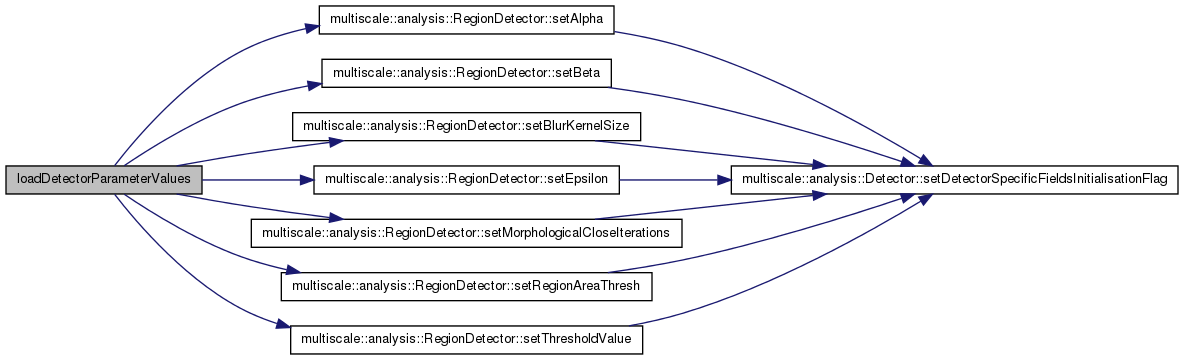 multiscale::analysis::RegionDetector::setAlpha
multiscale::analysis::RegionDetector::setBeta
multiscale::analysis::RegionDetector::setBlurKernelSize
loadDetectorParameterValues
multiscale::analysis::RegionDetector::setEpsilon
multiscale::analysis::Detector::setDetectorSpecificFieldsInitialisationFlag
multiscale::analysis::RegionDetector::setMorphologicalCloseIterations
multiscale::analysis::RegionDetector::setRegionAreaThresh
multiscale::analysis::RegionDetector::setThresholdValue